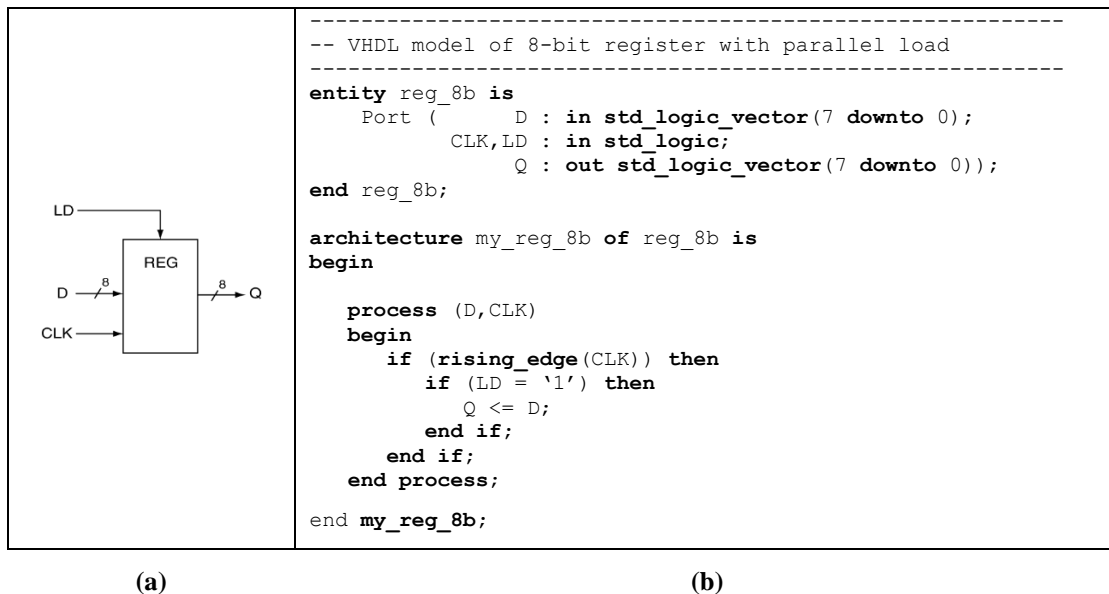 LD
REG
D
8
8
Q
CLK
-----------------------------------------------------------
-- VHDL model of 8-bit register with parallel load
-----------------------------------------------------------
entity reg_8b is
    Port (      D : in std_logic_vector(7 downto 0);
           CLK,LD : in std_logic;
                Q : out std_logic_vector(7 downto 0));
end reg_8b;
architecture my_reg_8b of reg_8b is
begin
   process (D,CLK)
   begin
      if (rising_edge(CLK)) then
         if (LD = ‘1’) then
            Q <= D;
         end if;
      end if;
   end process;
end my_reg_8b;
(a)
(b)